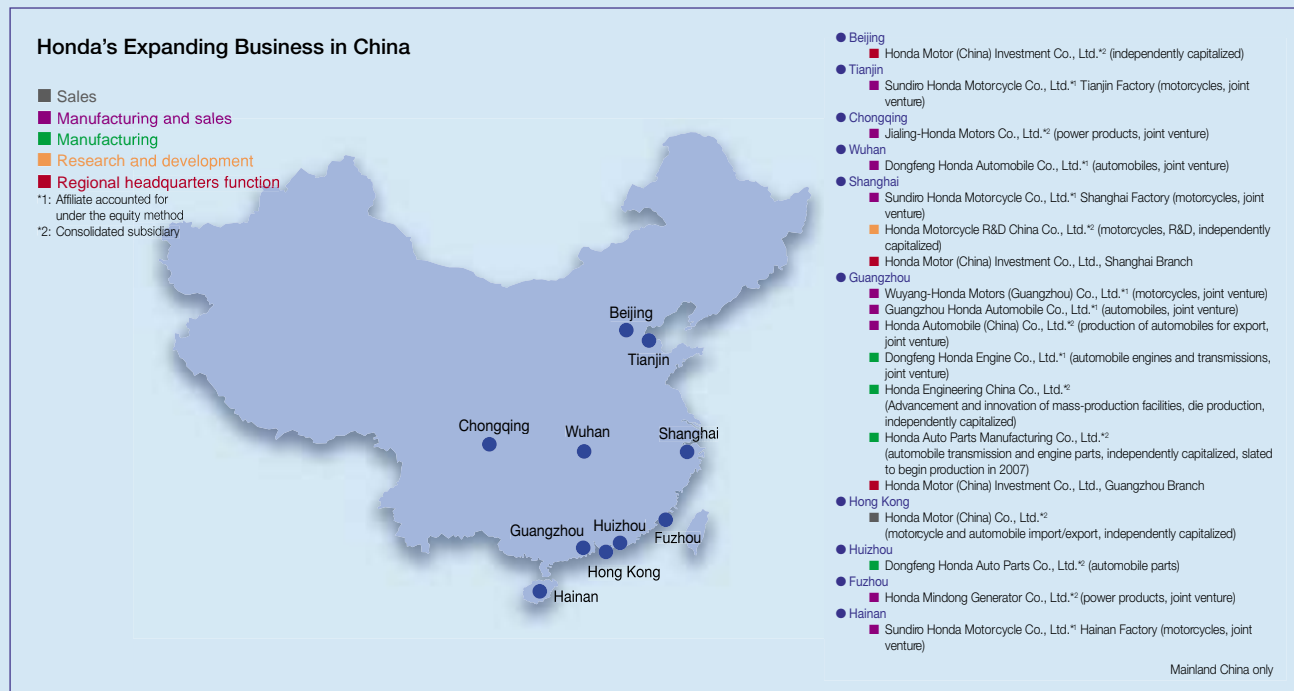 Honda's Expanding Business in China
Sales
Manufacturing and sales
Manufacturing
Research and development
Regional headquarters function
*1: Affiliate accounted for
under the equity method
*2: Consolidated subsidiary
Beijing
Tianjin
Chongqing
Wuhan
Shanghai
Guangzhou
Huizhou
Fuzhou
Hong Kong
Hainan
Beijing
Honda Motor (China) Investment Co., Ltd.*2 (independently capitalized)
Tianjin
Sundiro Honda Motorcycle Co., Ltd.*1 Tianjin Factory (motorcycles, joint
venture)
Chongqing
Jialing-Honda Motors Co., Ltd.*2 (power products, joint venture)
Wuhan
Dongfeng Honda Automobile Co., Ltd.*1 (automobiles, joint venture)
Shanghai
Sundiro Honda Motorcycle Co., Ltd.*1 Shanghai Factory (motorcycles, joint
venture)
Honda Motorcycle R&D China Co., Ltd.*2 (motorcycles, R&D, independently
capitalized)
Honda Motor (China) Investment Co., Ltd., Shanghai Branch
Guangzhou
Wuyang-Honda Motors (Guangzhou) Co., Ltd.*1 (motorcycles, joint venture)
Guangzhou Honda Automobile Co., Ltd.*1 (automobiles, joint venture)
Honda Automobile (China) Co., Ltd.*2 (production of automobiles for export,
joint venture)
Dongfeng Honda Engine Co., Ltd.*1 (automobile engines and transmissions,
joint venture)
Honda Engineering China Co., Ltd.*2
(Advancement and innovation of mass-production facilities, die production,
independently capitalized)
Honda Auto Parts Manufacturing Co., Ltd.*2
(automobile transmission and engine parts, independently capitalized, slated
to begin production in 2007)
Honda Motor (China) Investment Co., Ltd., Guangzhou Branch
Hong Kong
Honda Motor (China) Co., Ltd.*2
(motorcycle and automobile import/export, independently capitalized)
Huizhou
Dongfeng Honda Auto Parts Co., Ltd.*2 (automobile parts)
Fuzhou
Honda Mindong Generator Co., Ltd.*2 (power products, joint venture)
Hainan
Sundiro Honda Motorcycle Co., Ltd.*1 Hainan Factory (motorcycles, joint
venture)
Mainland China only